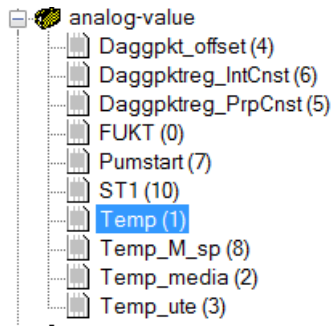 analog-value
Daggpkt_offset (4)
Daggpktreg_IntCnst (6)
Daggpktreg_PrpCnst (5)
FUKT (0)
Pumstart (7)
ST1 (10)
Temp (1)
Temp_M_sp (8)
Temp_media (2)
Temp_ute (3)